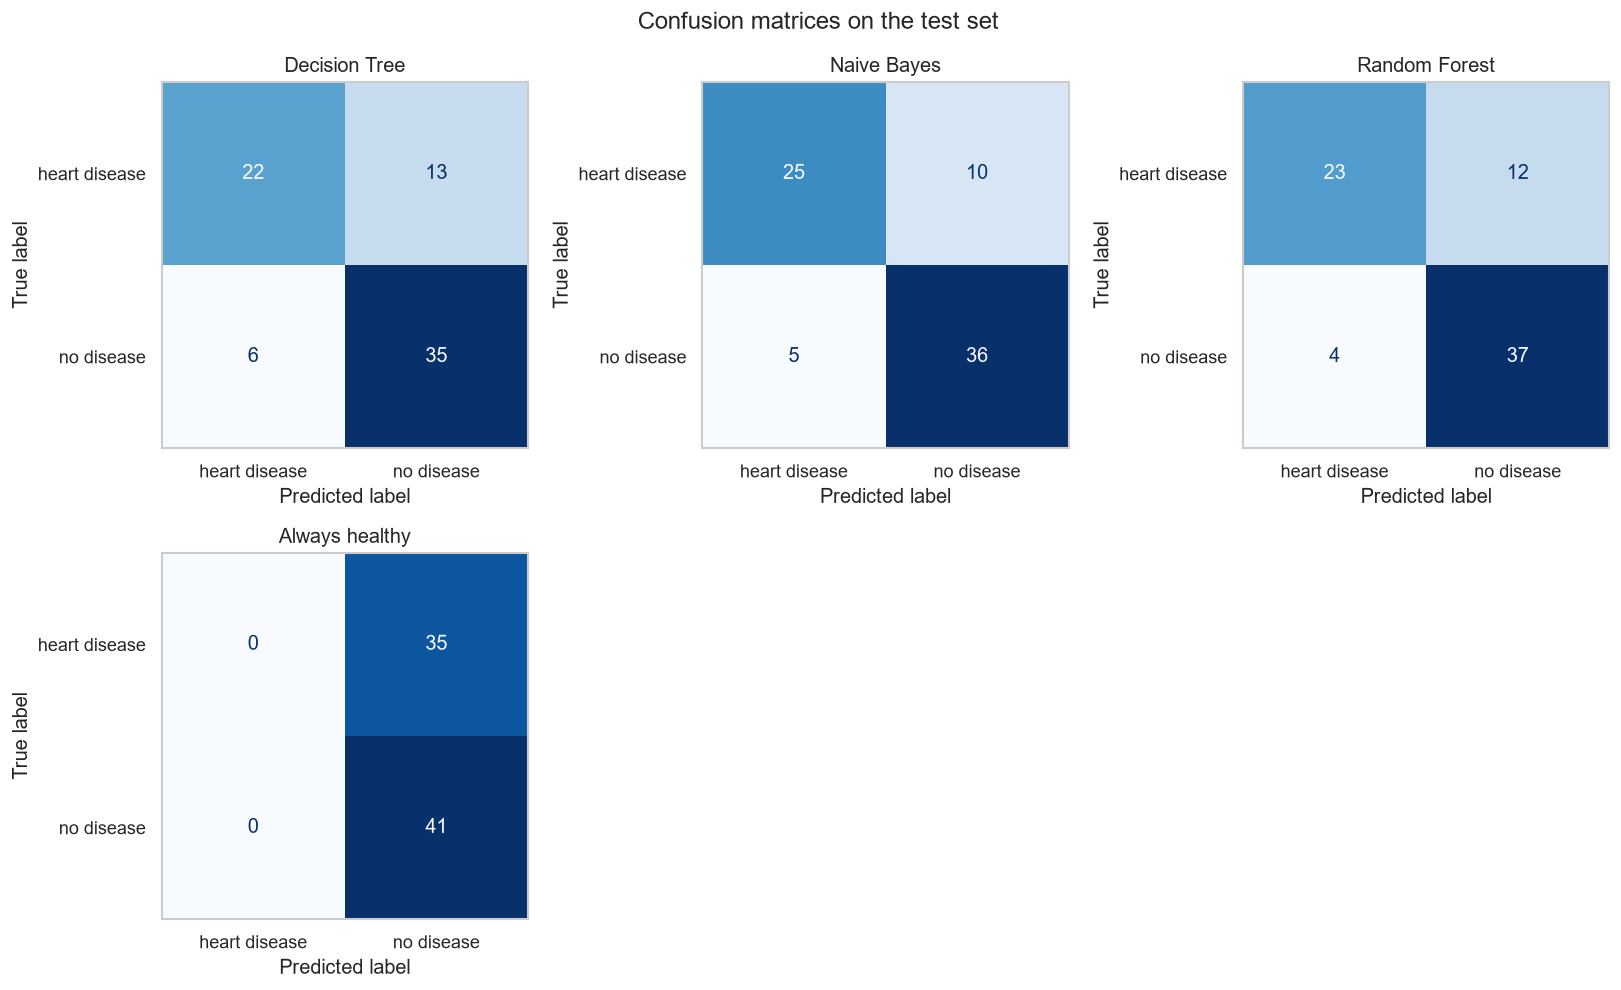 Confusion matrices on the test set
Decision Tree
heart disease
22
13
no disease
6
35
True label
heart disease
no disease
Predicted label
Naive Bayes
heart disease
25
10
no disease
5
36
True label
heart disease
no disease
Predicted label
Random Forest
heart disease
23
12
no disease
4
37
True label
heart disease
no disease
Predicted label
Always healthy
heart disease
0
35
no disease
0
41
True label
heart disease
no disease
Predicted label